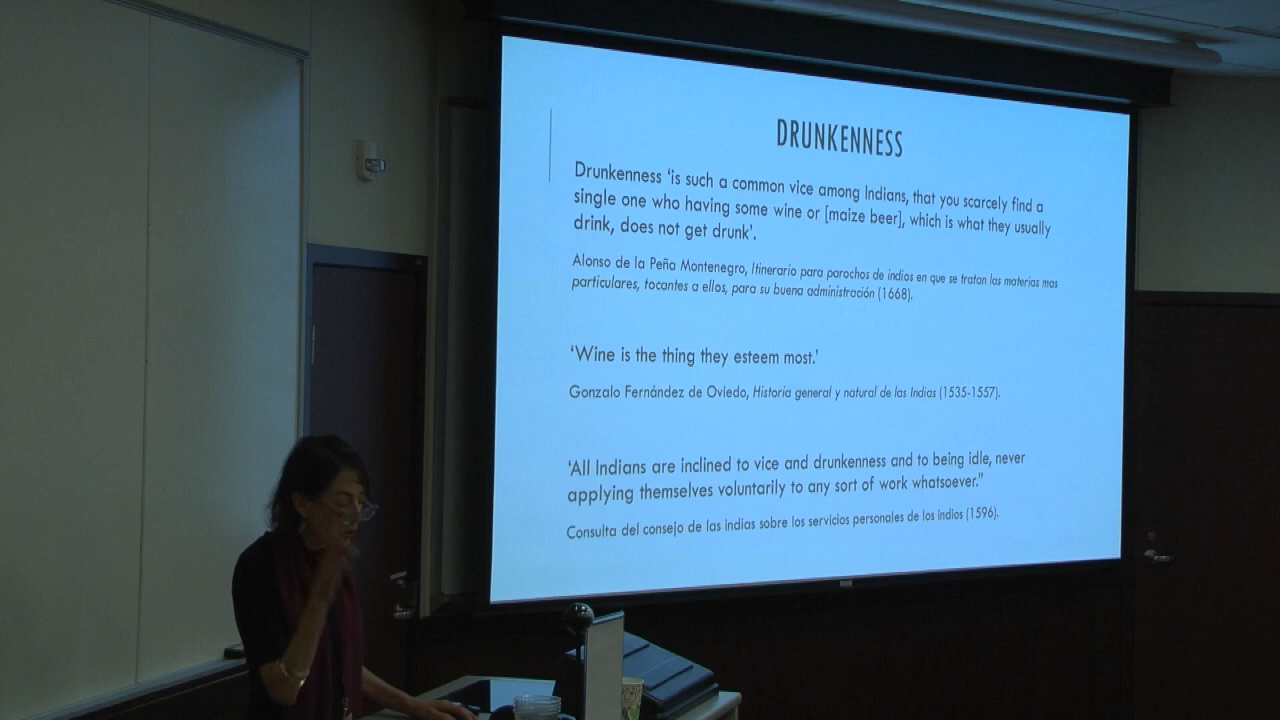 DRUNKENNESS
Drunkenness ‘is such a common vice among Indians, that you scarcely find a
single one who having some wine or [maize beer], which is what they usually
drink, does not get drunk’.
Alonso de la Peña Montenegro, Itinerario para parochos de indios en que se tratan las materias mas
particulares, tocantes a ellos, para su buena administración (1668).
‘Wine is the thing they esteem most.’
Gonzalo Fernández de Oviedo, Historia general y natural de las Indias (1535-1557).
‘All Indians are inclined to vice and drunkenness and to being idle, never
applying themselves voluntarily to any sort of work whatsoever.”
Consulta del consejo de las indias sobre los servicios personales de los Indios (1596).